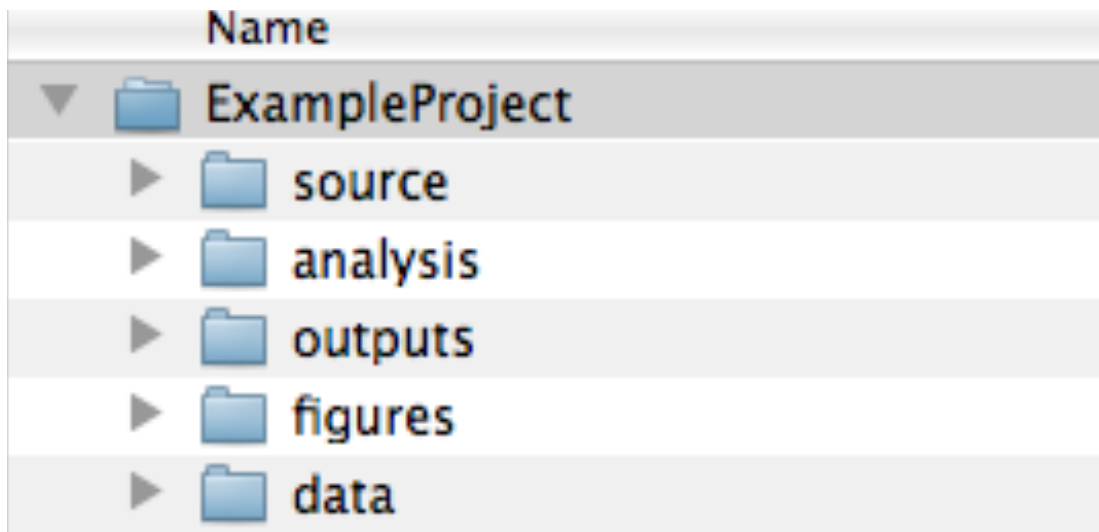 Name
ExampleProject
source
analysis
outputs
figures
data